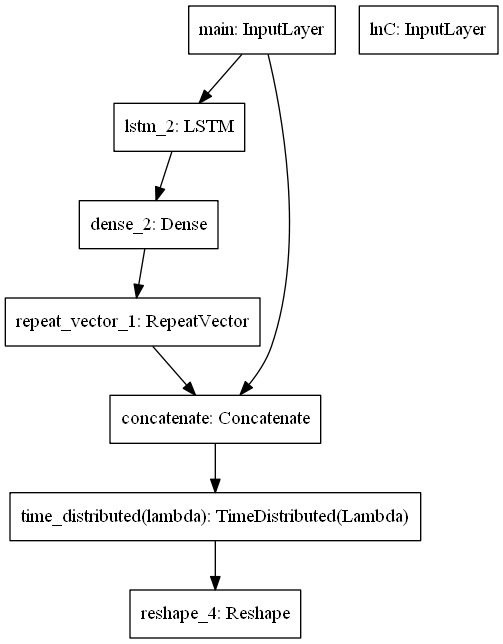 main: InputLayer
lnC: InputLayer
lstm_2: LSTM
dense_2: Dense
repeat_vector_1: RepeatVector
concatenate: Concatenate
time_distributed(lambda): TimeDistributed(Lambda)
reshape_4: Reshape